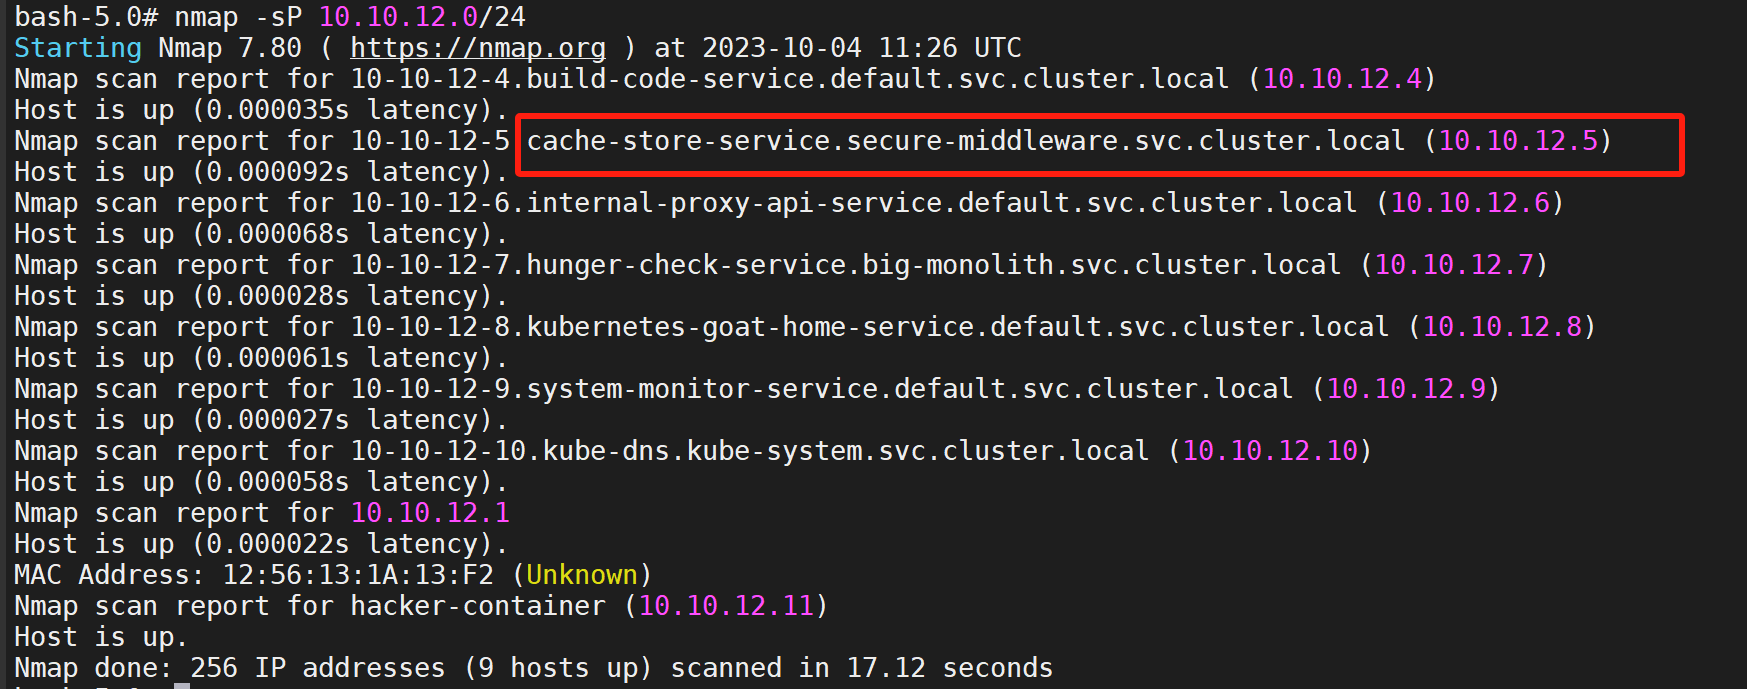 bash-5.0# nmap -sP 10.10.12.0/24
Starting Nmap 7.80 ( https://nmap.org ) at 2023-10-04 11:26 UTC
Nmap scan report for 10-10-12-4.build-code-service.default.svc.cluster.local (10.10.12.4)
Host is up (0.000035s latency).
Nmap scan report for 10-10-12-5 cache-store-service.secure-middleware.svc.cluster.local (10.10.12.5)
Host is up (0.000092s latency).
Nmap scan report for 10-10-12-6.internal-proxy-api-service.default.svc.cluster.local (10.10.12.6)
Host is up (0.000068s latency).
Nmap scan report for 10-10-12-7.hunger-check-service.big-monolith.svc.cluster.local (10.10.12.7)
Host is up (0.000028s latency).
Nmap scan report for 10-10-12-8.kubernetes-goat-home-service.default.svc.cluster.local (10.10.12.8)
Host is up (0.000061s latency).
Nmap scan report for 10-10-12-9.system-monitor-service.default.svc.cluster.local (10.10.12.9)
Host is up (0.000027s latency).
Nmap scan report for 10-10-12-10.kube-dns.kube-system.svc.cluster.local (10.10.12.10)
Host is up (0.000058s latency).
Nmap scan report for 10.10.12.1
Host is up (0.000022s latency).
MAC Address: 12:56:13:1A:13:F2 (Unknown)
Nmap scan report for hacker-container (10.10.12.11)
Host is up.
Nmap done: 256 IP addresses (9 hosts up) scanned in 17.12 seconds